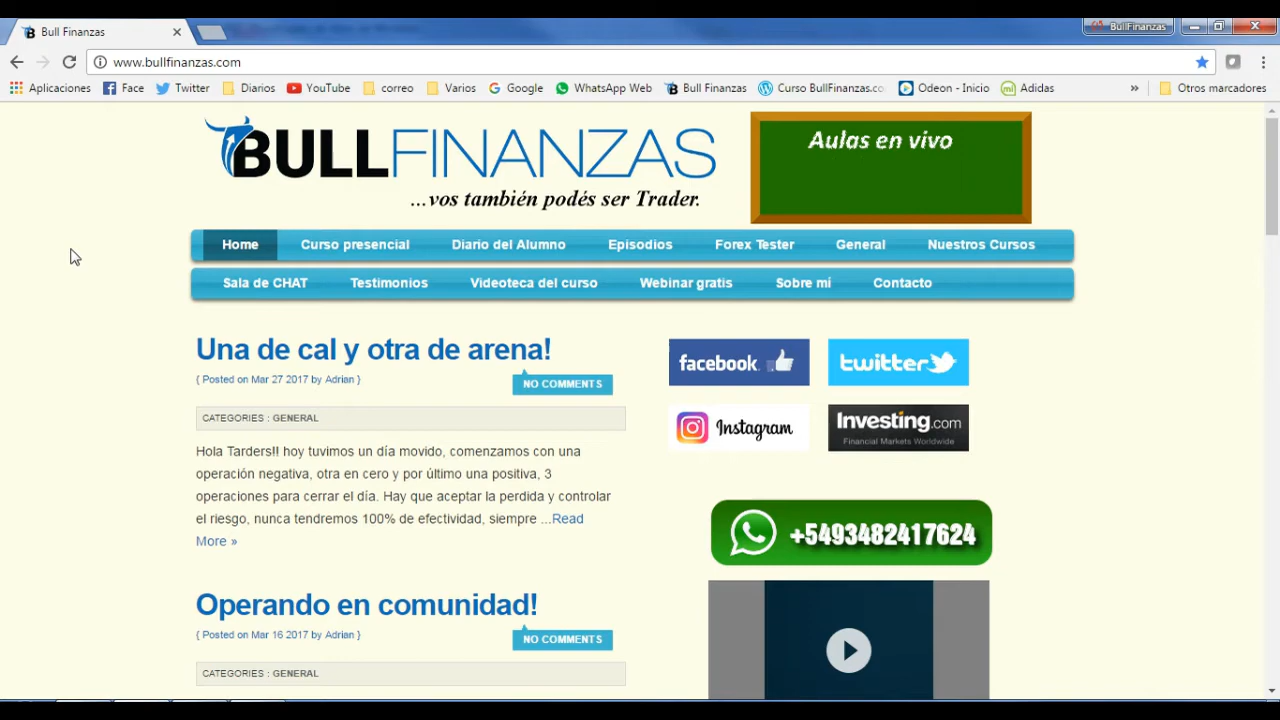 Bull Finanzas
BullFinanzas
www.bullfinanzas.com
Aplicaciones Face Twitter Diarios YouTube correo Varios Google WhatsApp Web Bull Finanzas Curso BullFinanzas.co Odeon - Inicio Adidas » Otros marcadores
BULLFINANZAS
...vos también podés ser Trader.
Aulas en vivo
Home Curso presencial Diario del Alumno Episodios Forex Tester General Nuestros Cursos
Sala de CHAT Testimonios Videoteca del curso Webinar gratis Sobre mí Contacto
Una de cal y otra de arena!
{ Posted on Mar 27 2017 by Adrian }
NO COMMENTS
CATEGORIES : GENERAL
Hola Tarders!! hoy tuvimos un día movido, comenzamos con una
operación negativa, otra en cero y por último una positiva, 3
operaciones para cerrar el día. Hay que aceptar la perdida y controlar
el riesgo, nunca tendremos 100% de efectividad, siempre ...Read
More »
facebook
twitter
Instagram
Investing.com
Financial Markets Worldwide
+5493482417624
Operando en comunidad!
{ Posted on Mar 16 2017 by Adrian }
NO COMMENTS
CATEGORIES : GENERAL